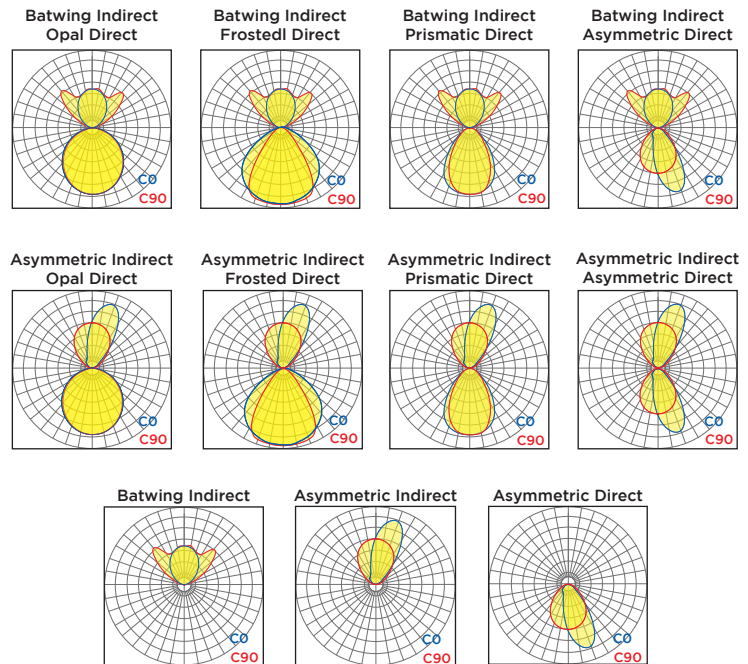 Batwing Indirect
Opal Direct
Batwing Indirect
Frostedl Direct
Batwing Indirect
Prismatic Direct
Batwing Indirect
Asymmetric Direct
C0
C90
C0
C90
C0
C90
C0
C90
Asymmetric Indirect
Opal Direct
Asymmetric Indirect
Frosted Direct
Asymmetric Indirect
Prismatic Direct
Asymmetric Indirect
Asymmetric Direct
C0
C90
C0
C90
C0
C90
C0
C90
Batwing Indirect
Asymmetric Indirect
Asymmetric Direct
C0
C90
C0
C90
C0
C90